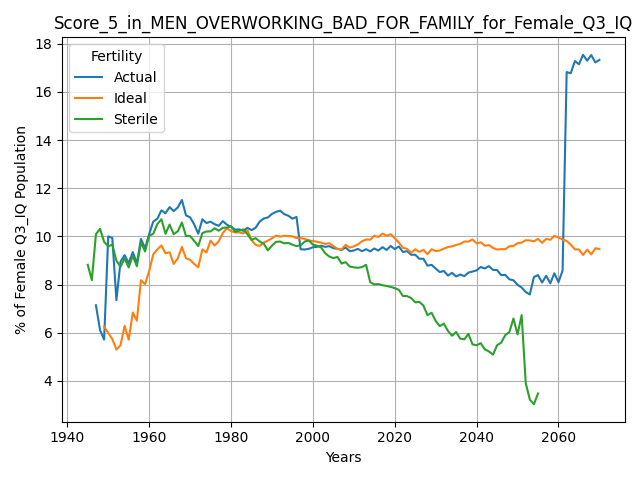 Score_5_in_MEN_OVERWORKING_BAD_FOR_FAMILY_for_Female_Q3_IQ
Fertility
Actual
Ideal
Sterile
% of Female Q3_IQ Population
18
16
14
12
10
8
6
4
1940 1960 1980 2000 2020 2040 2060
Years